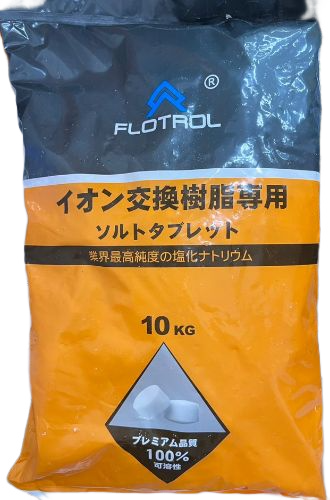 ®
FLOTROL
イオン交換樹脂専用
ソルトタブレット
業界最高純度の塩化ナトリウム
10 KG
プレミアム品質
100%
可溶性